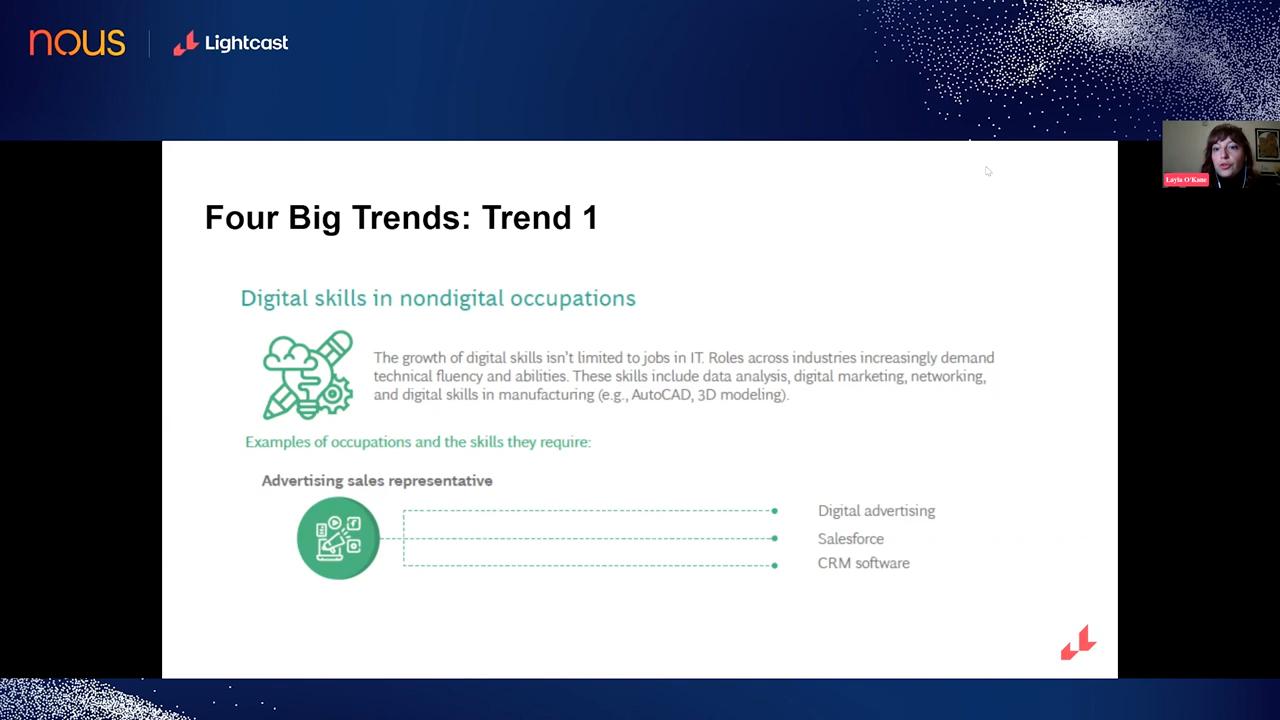 nous
Lightcast
Layla O'Kane
Four Big Trends: Trend 1
Digital skills in nondigital occupations
The growth of digital skills isn't limited to jobs in IT. Roles across industries increasingly demand
technical fluency and abilities. These skills include data analysis, digital marketing, networking,
and digital skills in manufacturing (e.g., AutoCAD, 3D modeling).
Examples of occupations and the skills they require:
Advertising sales representative
Digital advertising
Salesforce
CRM software